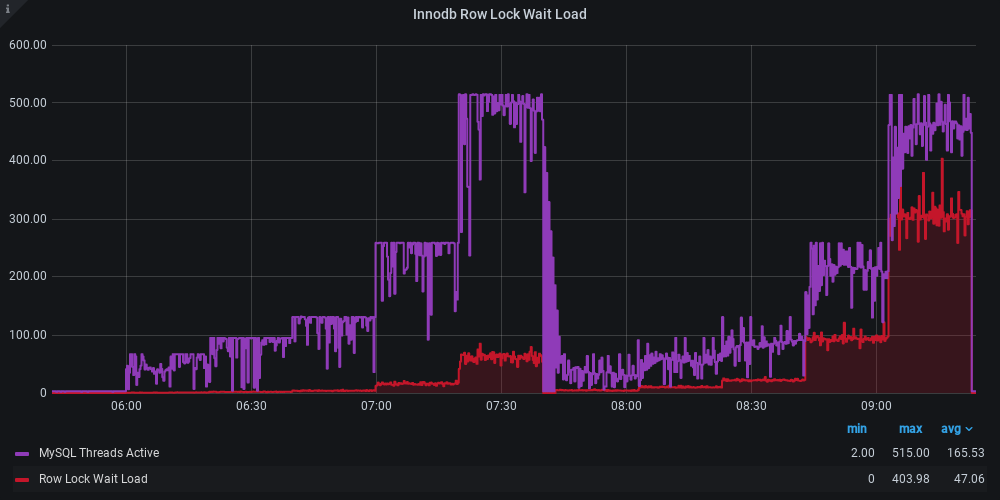 i
Innodb Row Lock Wait Load
600.00
500.00
400.00
300.00
200.00
100.00
0
06:00 06:30 07:00 07:30 08:00 08:30 09:00
min max avg
MySQL Threads Active 2.00 515.00 165.53
Row Lock Wait Load 0 403.98 47.06